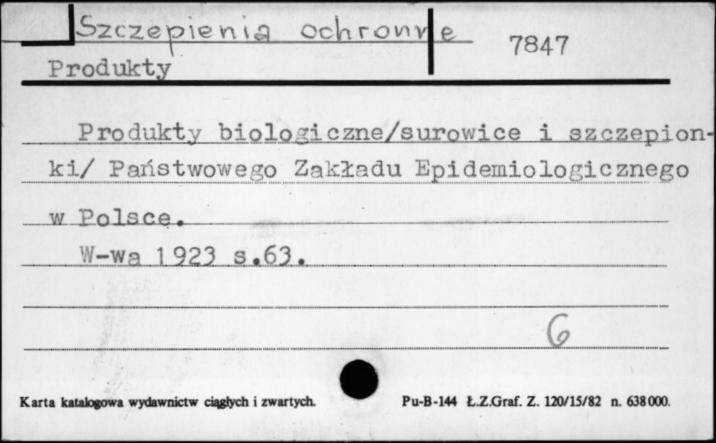 Szczepienia ochronne
7847
Produkty
Produkty biologiczne/surowice i szczepion-
ki/ Państwowego Zakładu Epidemiologicznego
w Polsce.
W-wa 1923 s.63.
6
Karta katalogowa wydawnictw ciągłych i zwartych.
Pu-B-144 Ł.Z.Graf. Z. 120/15/82 n. 638000.